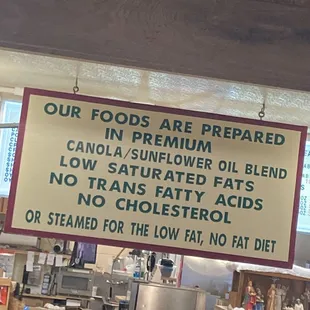 OUR FOODS ARE PREPARED
IN PREMIUM
CANOLA/SUNFLOWER OIL BLEND
LOW SATURATED FATS
NO TRANS FATTY ACIDS
NO CHOLESTEROL
OR STEAMED FOR THE LOW FAT, NO FAT DIET